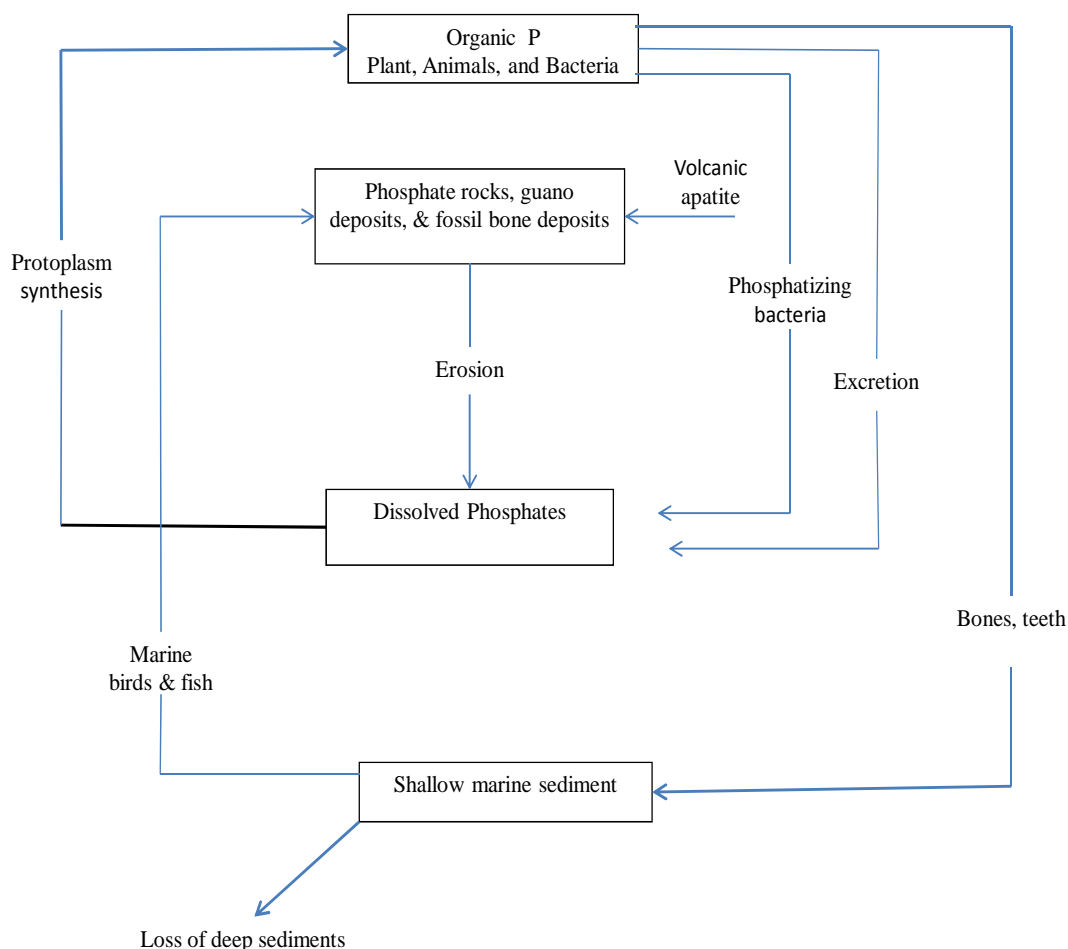 Organic P
Plant, Animals, and Bacteria
Volcanic
apatite
Phosphate rocks, guano
deposits, & fossil bone deposits
Protoplasm
synthesis
Phosphatizing
bacteria
Erosion
Excretion
Dissolved Phosphates
Bones, teeth
Marine
birds & fish
Shallow marine sediment
Loss of deep sediments